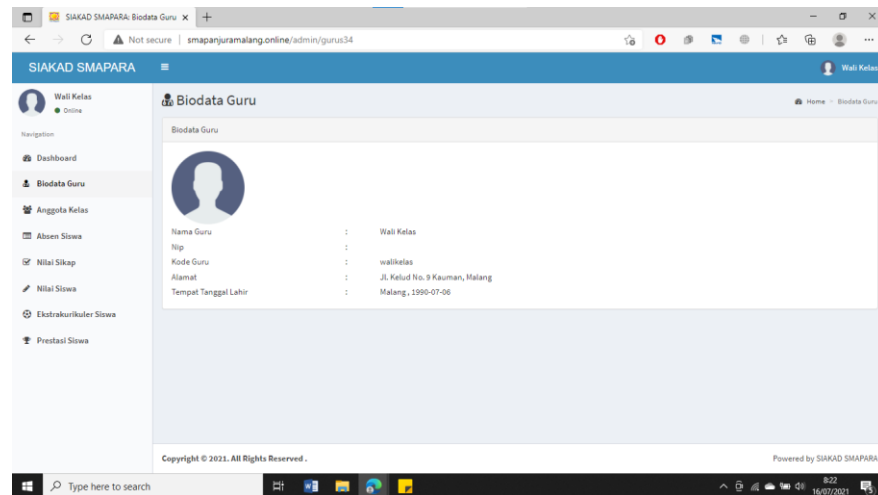 SIAKAD SMAPARA: Biodata Guru
Not secure | smapanjuramalang.online/admin/gurus34
SIAKAD SMAPARA
Wali Kelas
Wali Kelas
Online
Navigation
Dashboard
Biodata Guru
Anggota Kelas
Absen Siswa
Nilai Sikap
Nilai Siswa
Ekstrakurikuler Siswa
Prestasi Siswa
Biodata Guru
Home > Biodata Guru
Biodata Guru
Nama Guru : Wali Kelas
Nip :
Kode Guru : walikelas
Alamat : Jl. Kelud No. 9 Kauman, Malang
Tempat Tanggal Lahir : Malang , 1990-07-06
Copyright © 2021. All Rights Reserved .
Powered by SIAKAD SMAPARA
Type here to search
8:22
16/07/2021